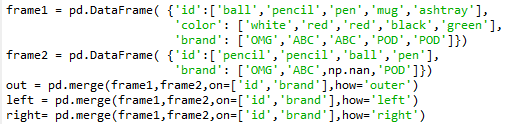 frame1 = pd.DataFrame( {'id':['ball','pencil','pen','mug','ashtray'],
'color': ['white','red','red','black','green'],
'brand': ['OMG','ABC','ABC','POD','POD']})
frame2 = pd.DataFrame( {'id':['pencil','pencil','ball','pen'],
'brand': ['OMG','ABC',np.nan,'POD']})
out = pd.merge(frame1,frame2,on=['id','brand'],how='outer')
left = pd.merge(frame1,frame2,on=['id','brand'],how='left')
right= pd.merge(frame1,frame2,on=['id','brand'],how='right')